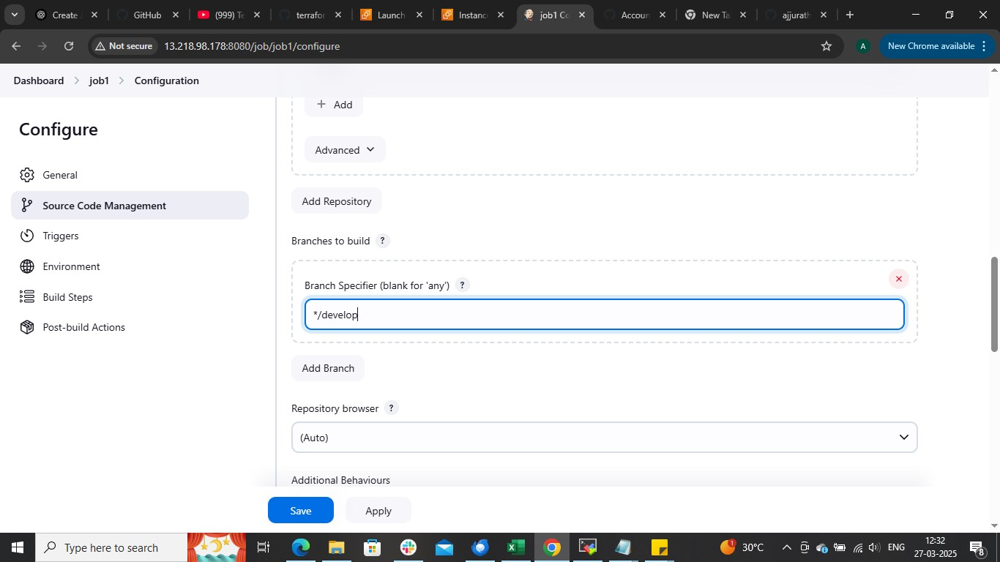 Create
GitHub
(999) Te
terrafor
Launch
Instanc
job1 Co
Accoun
New Ta
ajjurath
Not secure
13.218.98.178:8080/job/job1/configure
A
New Chrome available
Dashboard
job1
Configuration
Configure
General
Source Code Management
Triggers
Environment
Build Steps
Post-build Actions
+ Add
Advanced
Add Repository
Branches to build ?
Branch Specifier (blank for 'any') ?
*/develop
Add Branch
Repository browser ?
(Auto)
Additional Behaviours
Save
Apply
Type here to search
1
30°C
ENG
12:32
27-03-2025
8